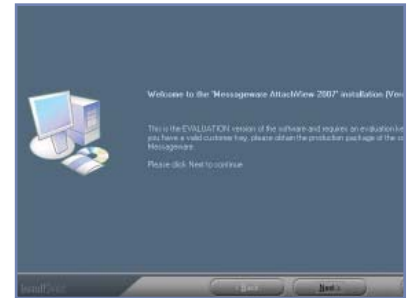 Welcome to the "Messageware AttachView 2007" installation (Ver
This is the EVALUATION version of the software and requires an evaluation ke
you have a valid customer key, please obtain the production package of the so
Messageware.
Please click Next to continue
< Back
Next >